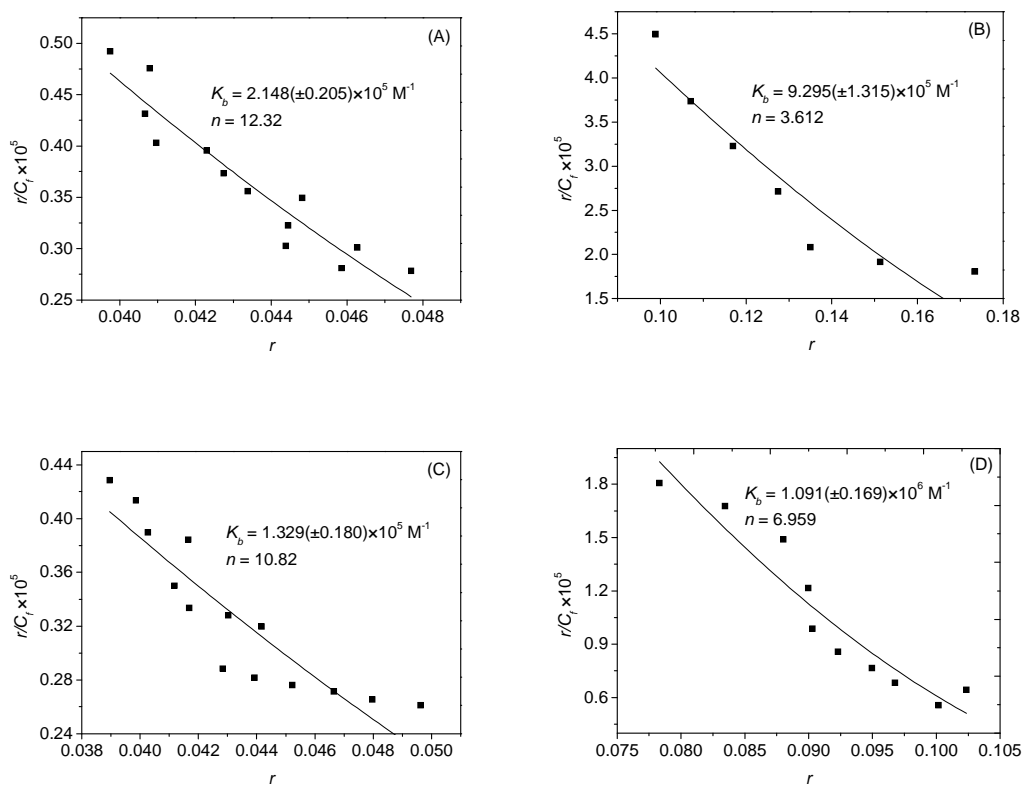 (A)
K_b = 2.148(±0.205)×10^5 M^-1
n = 12.32
r/C_f ×10^5
0.50
0.45
0.40
0.35
0.30
0.25
0.040 0.042 0.044 0.046 0.048
r
(B)
K_b = 9.295(±1.315)×10^5 M^-1
n = 3.612
r/C_f ×10^5
4.5
4.0
3.5
3.0
2.5
2.0
1.5
0.10 0.12 0.14 0.16 0.18
r
(C)
K_b = 1.329(±0.180)×10^5 M^-1
n = 10.82
r/C_f ×10^5
0.44
0.40
0.36
0.32
0.28
0.24
0.038 0.040 0.042 0.044 0.046 0.048 0.050
r
(D)
K_b = 1.091(±0.169)×10^6 M^-1
n = 6.959
r/C_f ×10^5
1.8
1.5
1.2
0.9
0.6
0.075 0.080 0.085 0.090 0.095 0.100 0.105
r